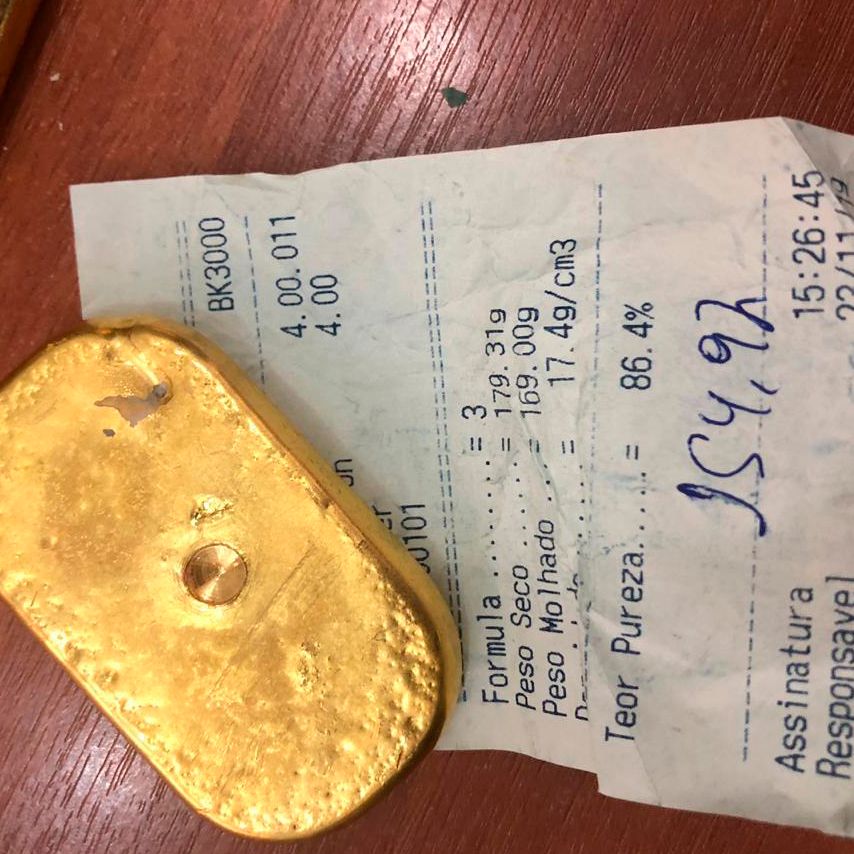 BK3000
4.00.011
4.00
Formula ........= 3
Peso Seco ......= 179.31g
Peso Molhado ...= 169.00g
= 17.4g/cm3
Teor Pureza.....= 86.4%
154,92
15:26:45
Assinatura
Responsavel